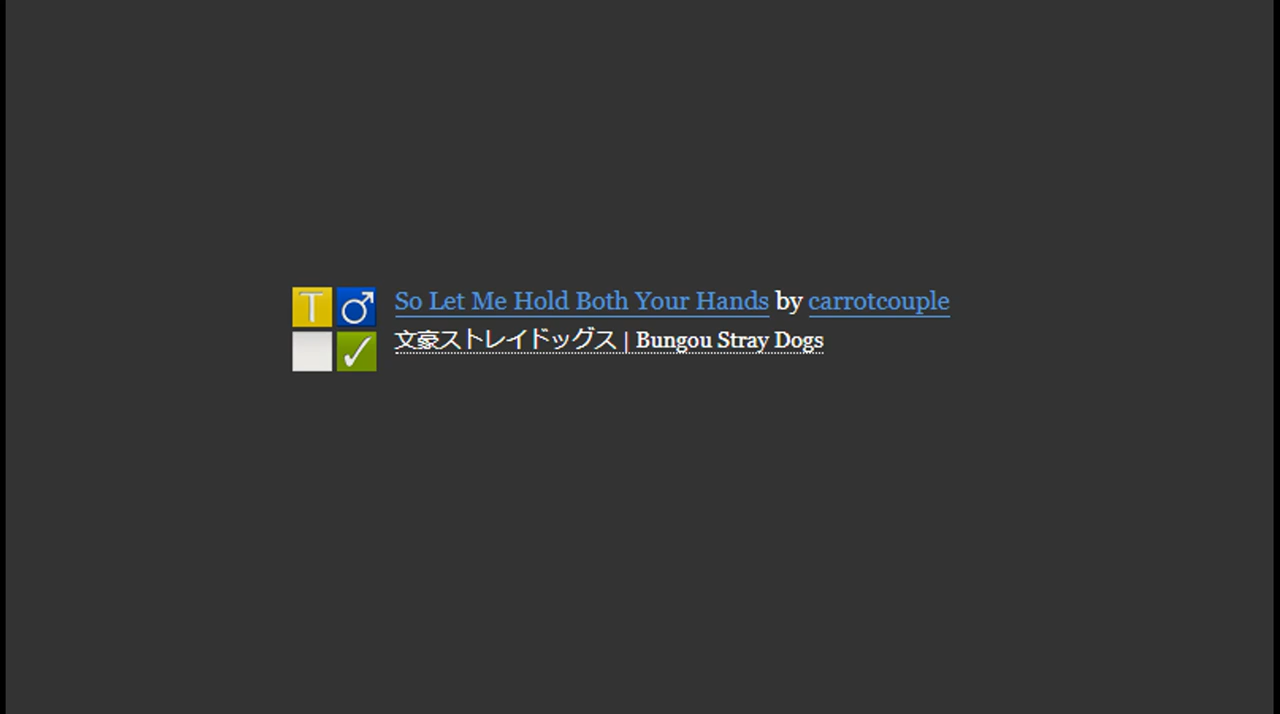 T ♂ So Let Me Hold Both Your Hands by carrotcouple
✓ 文豪ストレイドッグス | Bungou Stray Dogs